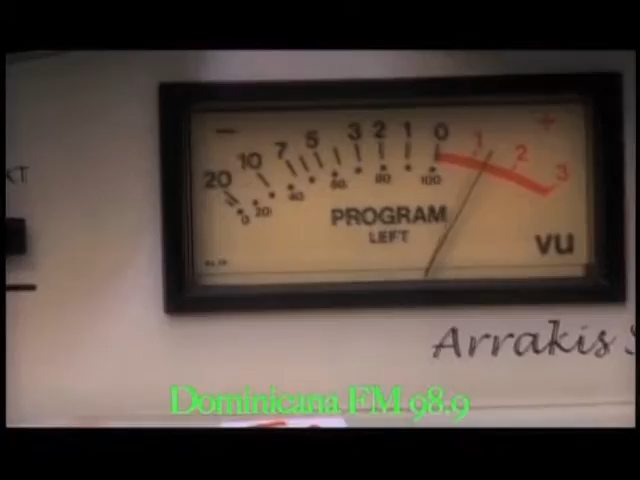 − +
20 10 7 5 3 2 1 0 1 2 3
0 20 40 60 80 100
PROGRAM
LEFT
VU
Arrakis
Dominicana FM 98.9